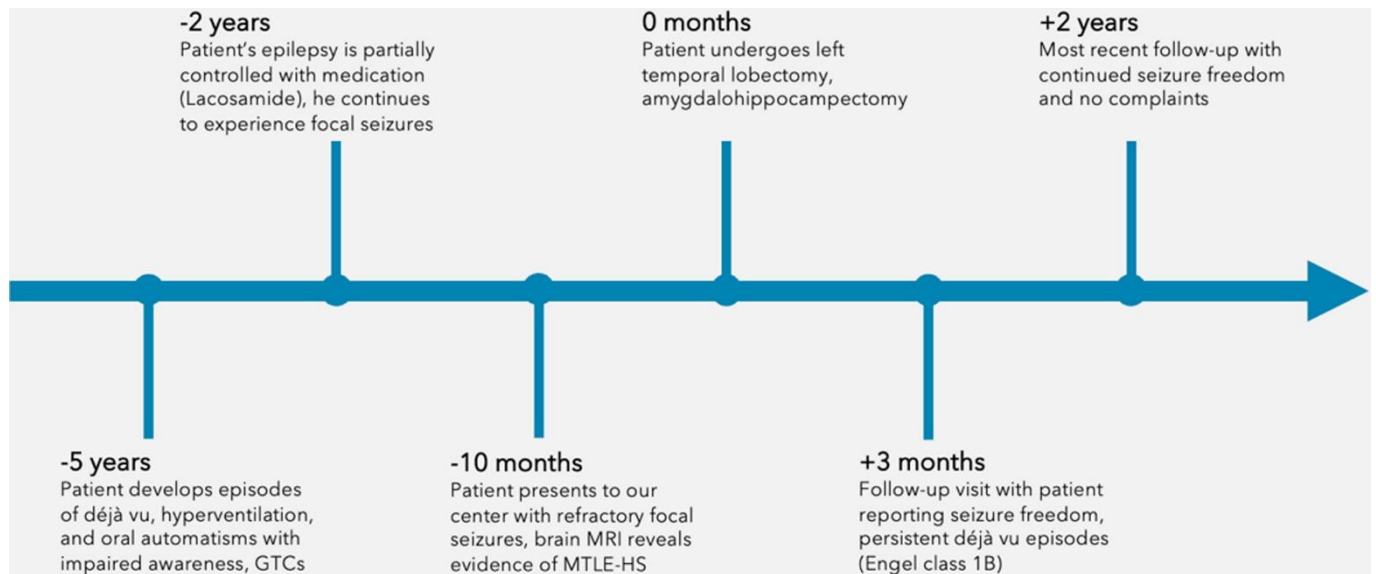 -2 years
Patient's epilepsy is partially
controlled with medication
(Lacosamide), he continues
to experience focal seizures
0 months
Patient undergoes left
temporal lobectomy,
amygdalohippocampectomy
+2 years
Most recent follow-up with
continued seizure freedom
and no complaints
-5 years
Patient develops episodes
of déjà vu, hyperventilation,
and oral automatisms with
impaired awareness, GTCs
-10 months
Patient presents to our
center with refractory focal
seizures, brain MRI reveals
evidence of MTLE-HS
+3 months
Follow-up visit with patient
reporting seizure freedom,
persistent déjà vu episodes
(Engel class 1B)